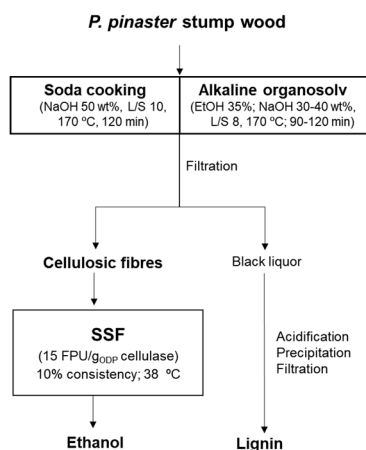 P. pinaster stump wood
Soda cooking
(NaOH 50 wt%, L/S 10,
170 ºC, 120 min)
Alkaline organosolv
(EtOH 35%; NaOH 30-40 wt%,
L/S 8, 170 ºC; 90-120 min)
Filtration
Cellulosic fibres
Black liquor
SSF
(15 FPU/gODP cellulase)
10% consistency; 38 ºC
Acidification
Precipitation
Filtration
Ethanol
Lignin